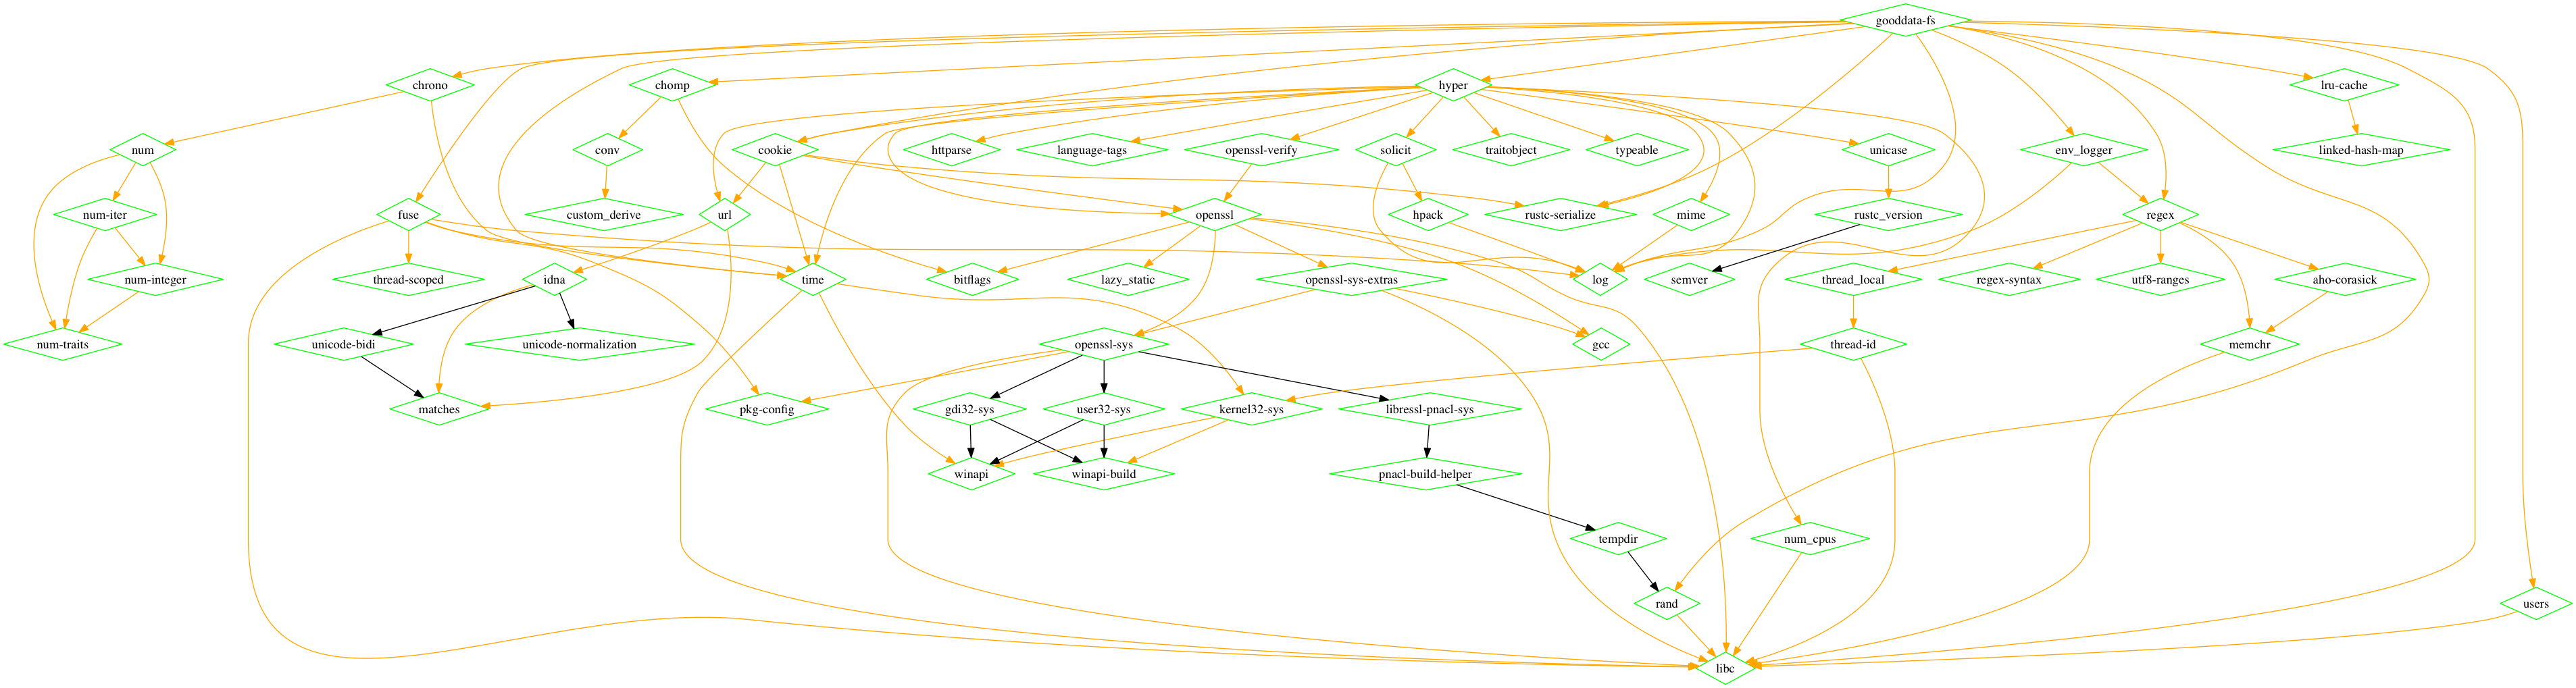 gooddata-fs
chrono
chomp
hyper
lru-cache
num
conv
cookie
httparse
language-tags
openssl-verify
solicit
traitobject
typeable
unicase
env_logger
linked-hash-map
num-iter
fuse
custom_derive
url
openssl
hpack
rustc-serialize
mime
rustc_version
regex
num-integer
thread-scoped
idna
time
bitflags
lazy_static
openssl-sys-extras
log
semver
thread_local
regex-syntax
utf8-ranges
aho-corasick
num-traits
unicode-bidi
unicode-normalization
openssl-sys
gcc
thread-id
memchr
matches
pkg-config
gdi32-sys
user32-sys
kernel32-sys
libressl-pnacl-sys
winapi
winapi-build
pnacl-build-helper
tempdir
num_cpus
rand
users
libc